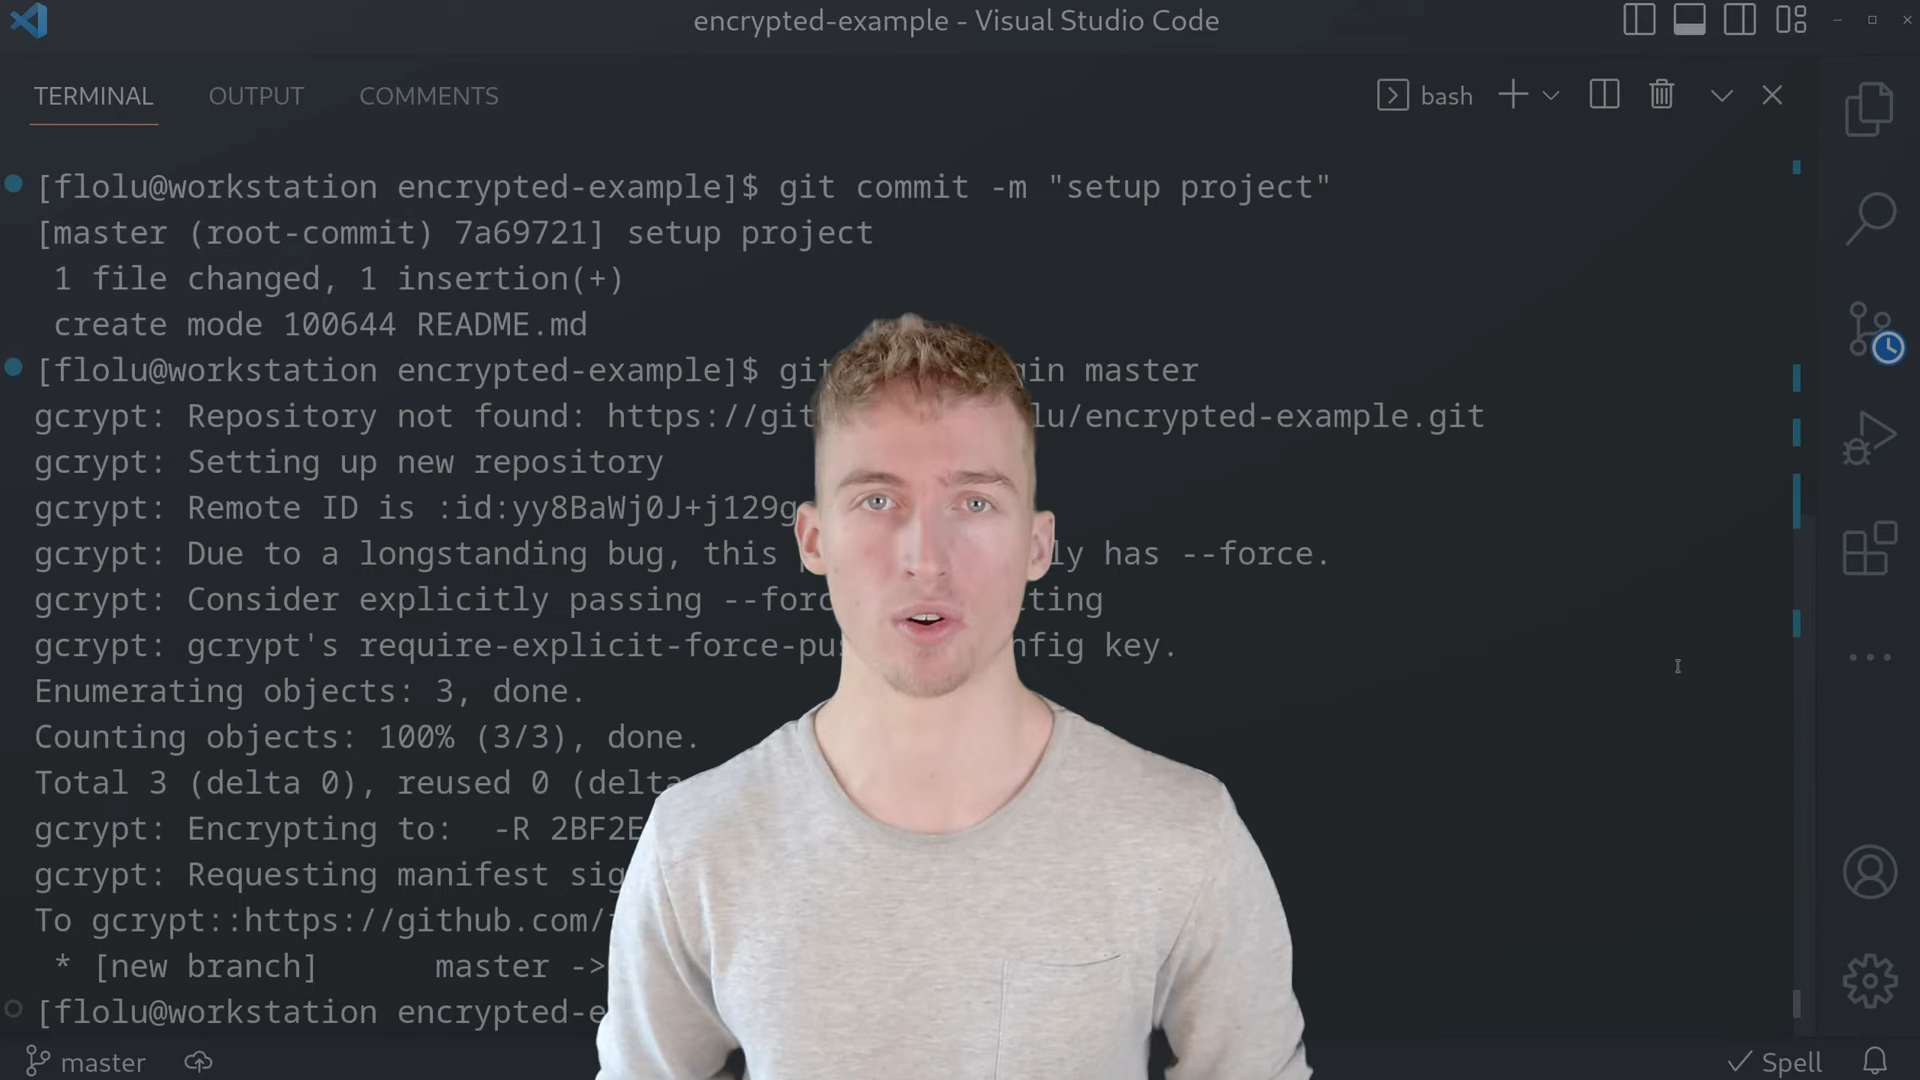 encrypted-example - Visual Studio Code
TERMINAL OUTPUT COMMENTS bash
[flolu@workstation encrypted-example]$ git commit -m "setup project"
[master (root-commit) 7a69721] setup project
1 file changed, 1 insertion(+)
create mode 100644 README.md
[flolu@workstation encrypted-example]$ git gin master
gcrypt: Repository not found: https://git lu/encrypted-example.git
gcrypt: Setting up new repository
gcrypt: Remote ID is :id:yy8BaWj0J+j129g
gcrypt: Due to a longstanding bug, this p ly has --force.
gcrypt: Consider explicitly passing --forc tting
gcrypt: gcrypt's require-explicit-force-pus nfig key.
Enumerating objects: 3, done.
Counting objects: 100% (3/3), done.
Total 3 (delta 0), reused 0 (delta
gcrypt: Encrypting to: -R 2BF2E
gcrypt: Requesting manifest sig
To gcrypt::https://github.com/
* [new branch] master ->
[flolu@workstation encrypted-e
master
Spell